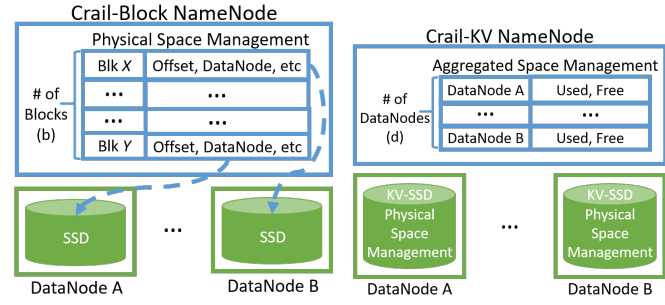 Crail-Block NameNode
Physical Space Management
# of
Blocks
(b)
Blk X
Offset, DataNode, etc
...
...
...
...
Blk Y
Offset, DataNode, etc
SSD
...
SSD
DataNode A
DataNode B
Crail-KV NameNode
Aggregated Space Management
# of
DataNodes
(d)
DataNode A
Used, Free
...
...
DataNode B
Used, Free
KV-SSD
Physical
Space
Management
...
KV-SSD
Physical
Space
Management
DataNode A
DataNode B